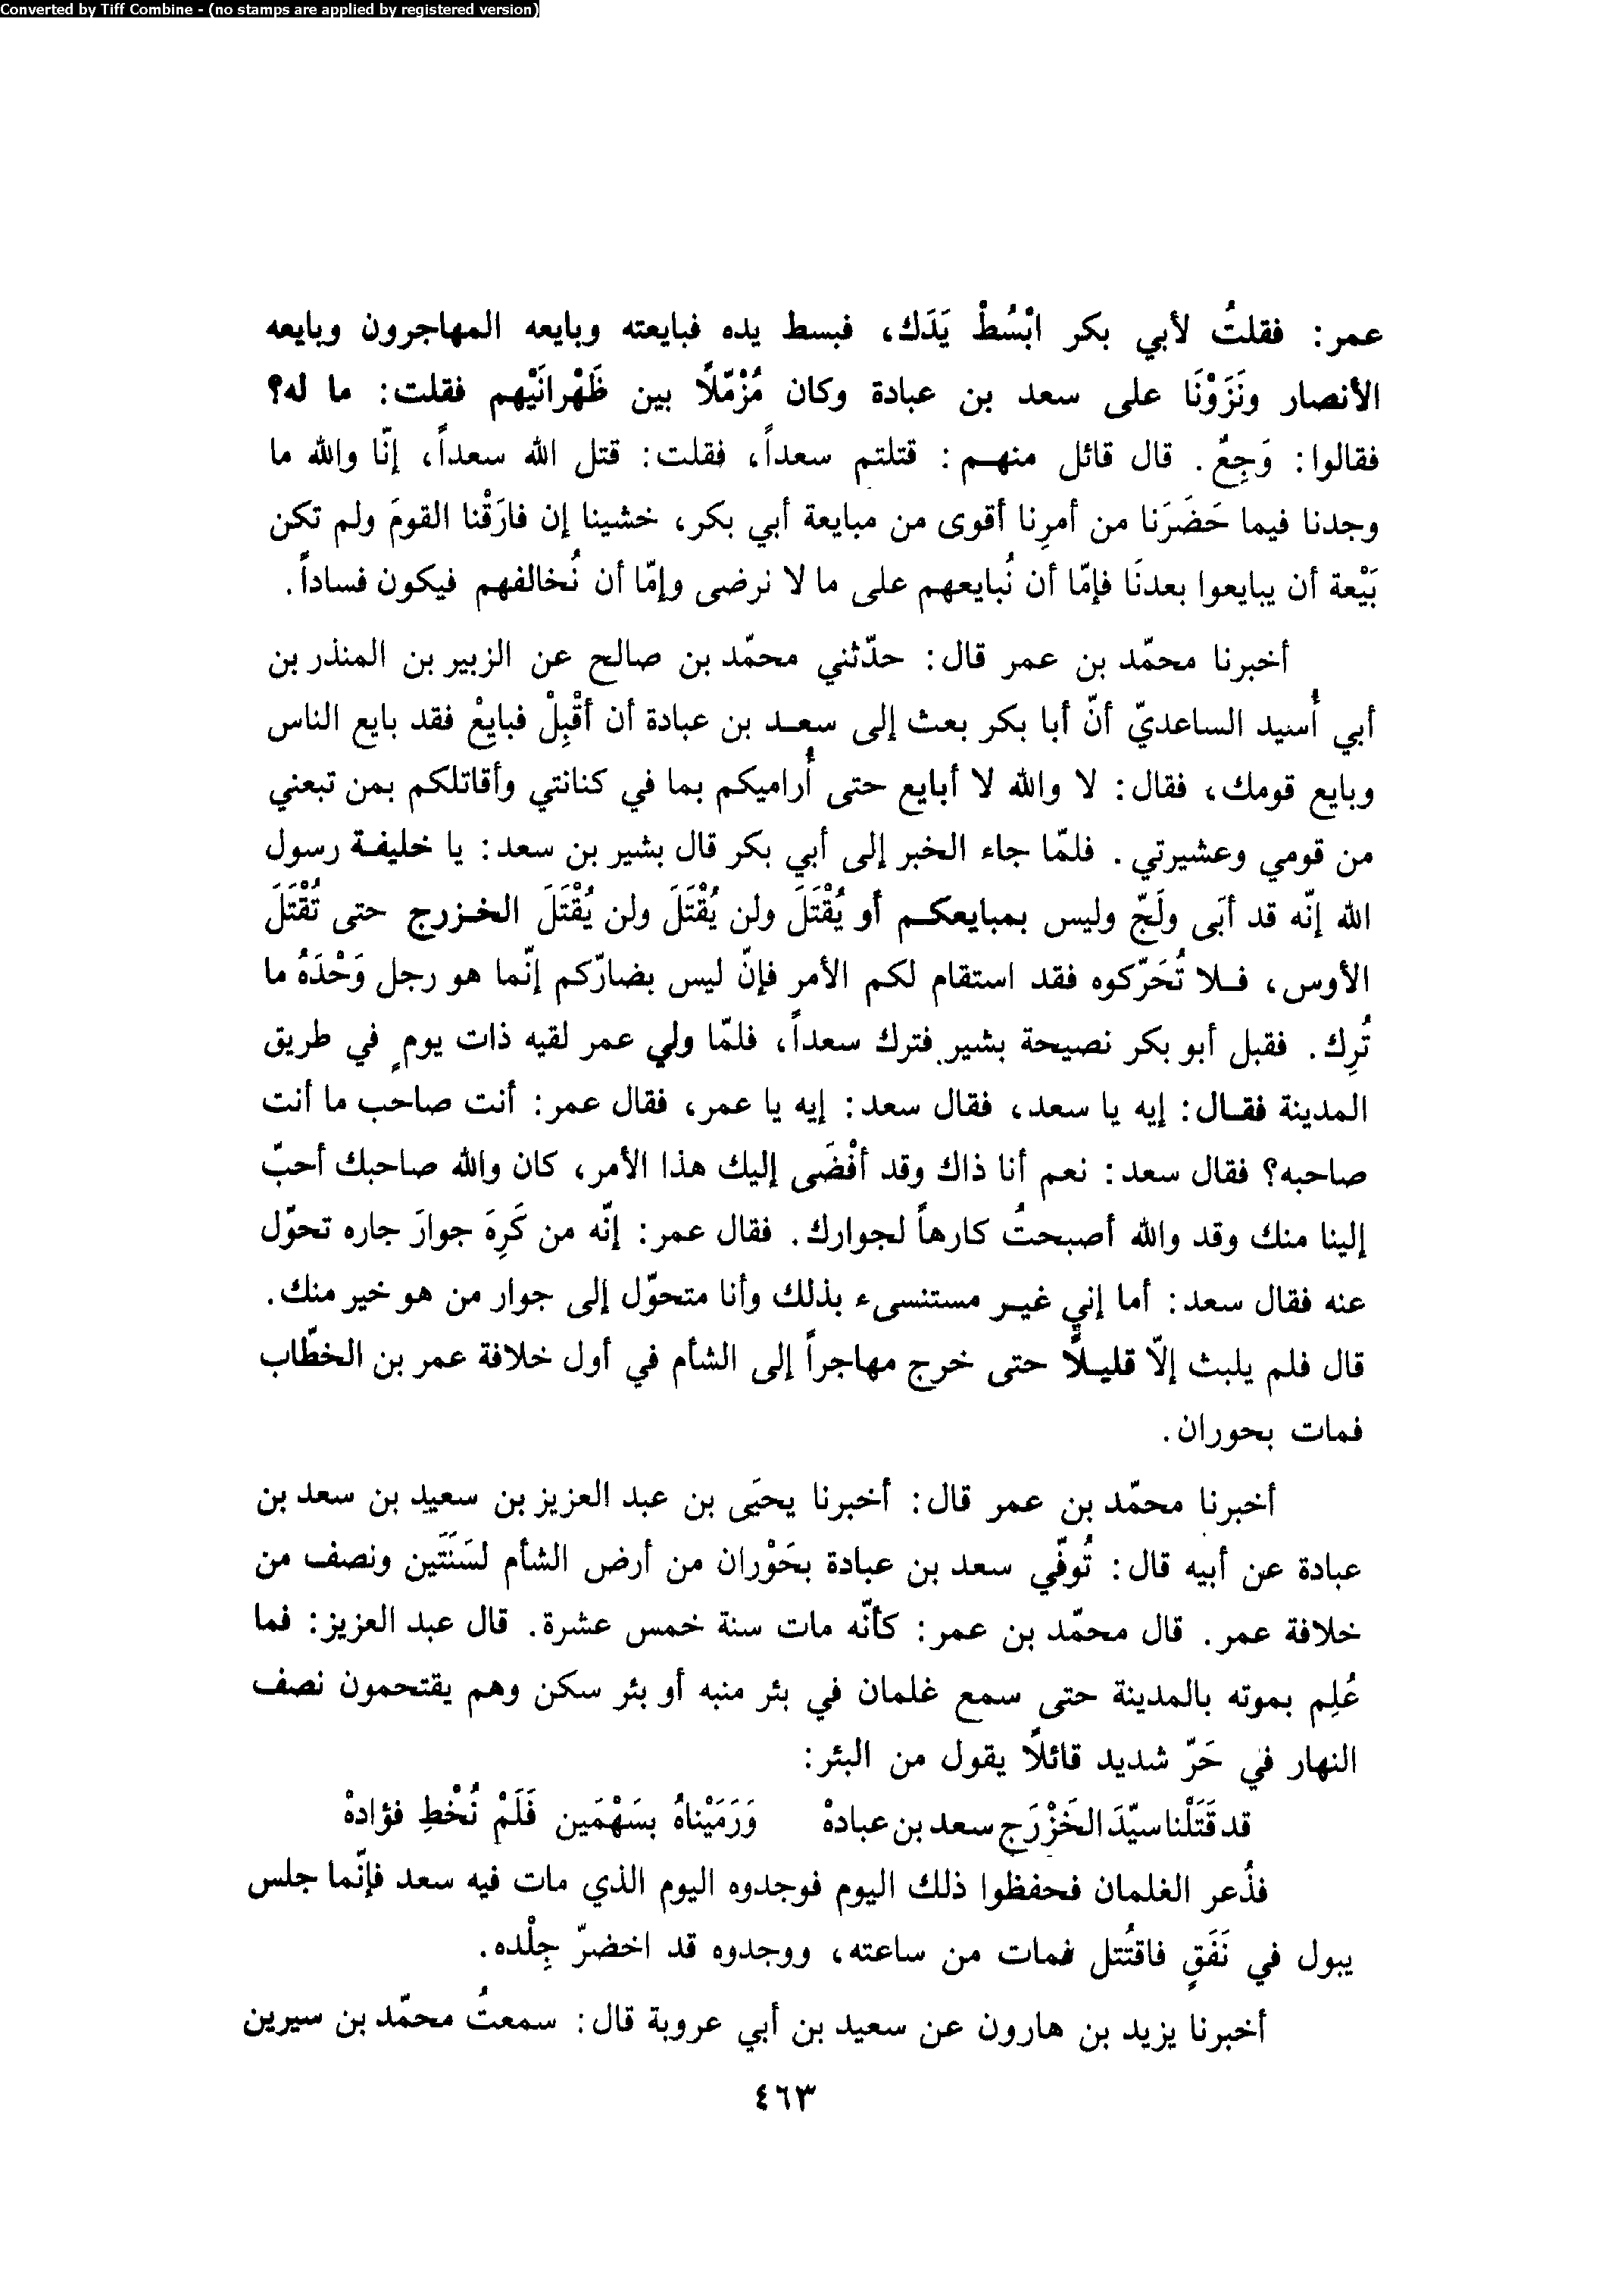 Converted by Tiff Combine - (no stamps are applied by registered version)
عمر: فقلتُ لأبي بكر ابْسُطْ يَدَك، فبسط يده فبايعته وبايعه المهاجرون وبايعه
الأنصار ونَزَوْنَا على سعد بن عبادة وكان مُزْمّلاً بين ظَهْرانَيْهم فقلت: ما له؟
فقالوا: وَجِعٌ. قال قائل منهم: قتلتم سعداً، فقلت: قتل الله سعداً، إنّا والله ما
وجدنا فيما حَضَرَنا من أمرِنا أقوى من مبايعة أبي بكر، خشينا إن فارَقْنا القومَ ولم تكن
بَيْعة أن يبايعوا بعدنَا فإمّا أن نُبايعهم على ما لا نرضى وإمّا أن نُخالفهم فيكون فساداً.
أخبرنا محمّد بن عمر قال: حدّثني محمّد بن صالح عن الزبير بن المنذر بن
أبي أُسيد الساعديّ أنّ أبا بكر بعث إلى سعد بن عبادة أن أقْبِلْ فبايِعْ فقد بايع الناس
وبايع قومك، فقال: لا والله لا أبايع حتى أُراميكم بما في كنانتي وأقاتلكم بمن تبعني
من قومي وعشيرتي. فلمّا جاء الخبر إلى أبي بكر قال بشير بن سعد: يا خليفة رسول
الله إنّه قد أبَى ولَجّ وليس بمبايعكم أو يُقْتَلَ ولن يُقْتَلَ ولن يُقْتَلَ الخزرج حتى تُقْتَلَ
الأوس، فلا تُحَرّكوه فقد استقام لكم الأمر فإنّ ليس بضارّكم إنّما هو رجل وَحْدَهُ ما
تُرِك. فقبل أبو بكر نصيحة بشير فترك سعداً، فلمّا ولي عمر لقيه ذات يومٍ في طريق
المدينة فقال: إيه يا سعد، فقال سعد: إيه يا عمر، فقال عمر: أنت صاحب ما أنت
صاحبه؟ فقال سعد: نعم أنا ذاك وقد أفْضَى إليك هذا الأمر، كان والله صاحبك أحبّ
إلينا منك وقد والله أصبحتُ كارهاً لجوارك. فقال عمر: إنّه من كَرِهَ جوارَ جاره تحوّل
عنه فقال سعد: أما إني غير مستنسىء بذلك وأنا متحوّل إلى جوار من هو خير منك.
قال فلم يلبث إلاّ قليلاً حتى خرج مهاجراً إلى الشأم في أول خلافة عمر بن الخطّاب
فمات بحوران.
أخبرنا محمّد بن عمر قال: أخبرنا يحيَى بن عبد العزيز بن سعيد بن سعد بن
عبادة عن أبيه قال: تُوفّي سعد بن عبادة بحَوْران من أرض الشأم لسَنَتَين ونصف من
خلافة عمر. قال محمّد بن عمر: كأنّه مات سنة خمس عشرة. قال عبد العزيز: فما
عُلِم بموته بالمدينة حتى سمع غلمان في بئر منبه أو بئر سكن وهم يقتحمون نصف
النهار في حَرّ شديد قائلاً يقول من البئر:
قد قَتَلْنا سيّدَ الخَزْرَج سعد بن عبادهْ وَرَمَيْناهُ بسَهْمَين فَلَمْ نُخْطِ فؤادهْ
فذُعر الغلمان فحفظوا ذلك اليوم فوجدوه اليوم الذي مات فيه سعد فإنّما جلس
يبول في نَفَقٍ فاقتُتل فمات من ساعته، ووجدوه قد اخضرّ جِلْده.
أخبرنا يزيد بن هارون عن سعيد بن أبي عروبة قال: سمعتُ محمّد بن سيرين
٤٦٣